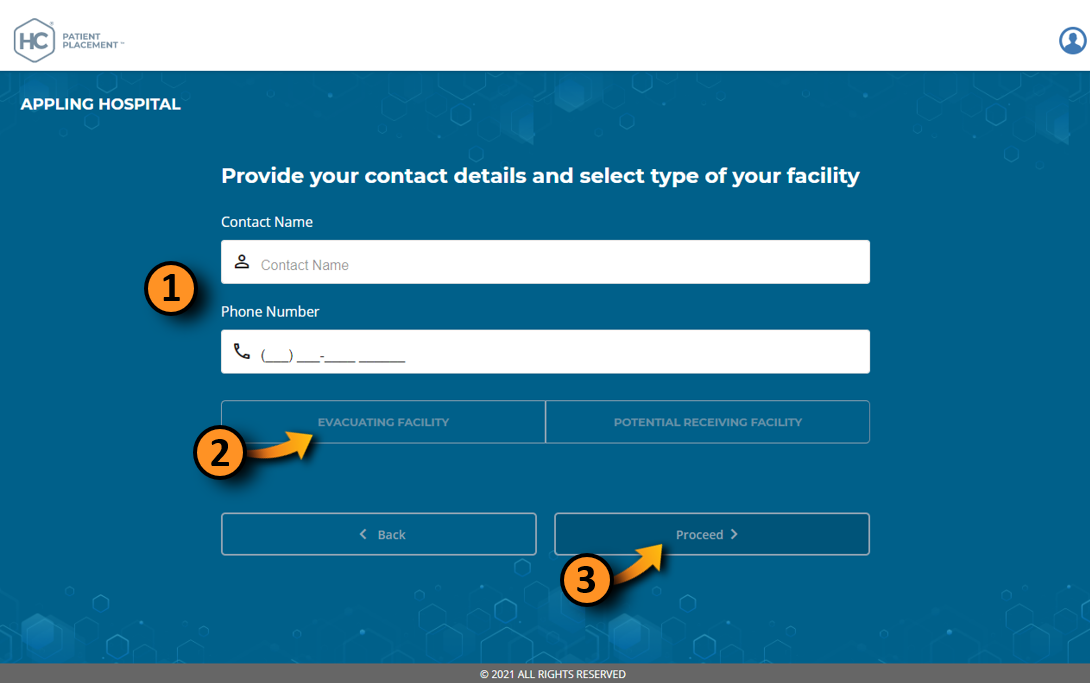 HC®
PATIENT
PLACEMENT™
APPLING HOSPITAL
Provide your contact details and select type of your facility
Contact Name
Contact Name
1
Phone Number
(___) ___-____ ______
EVACUATING FACILITY
POTENTIAL RECEIVING FACILITY
2
Back
Proceed
3
© 2021 ALL RIGHTS RESERVED